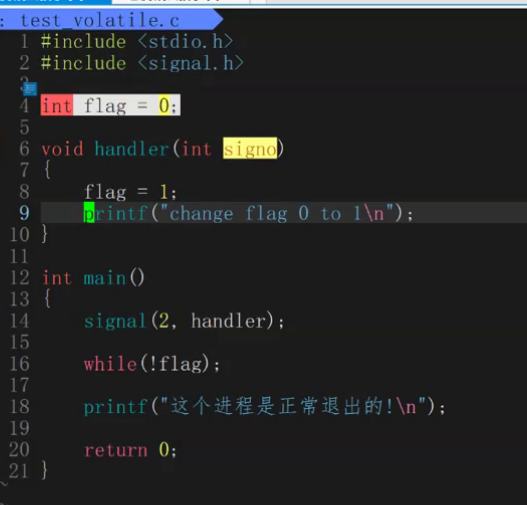 : test_volatile.c
1 #include <stdio.h>
2 #include <signal.h>
3
4 int flag = 0;
5
6 void handler(int signo)
7 {
8     flag = 1;
9     printf("change flag 0 to 1\n");
10 }
11
12 int main()
13 {
14     signal(2, handler);
15
16     while(!flag);
17
18     printf("这个进程是正常退出的!\n");
19
20     return 0;
21 }
~